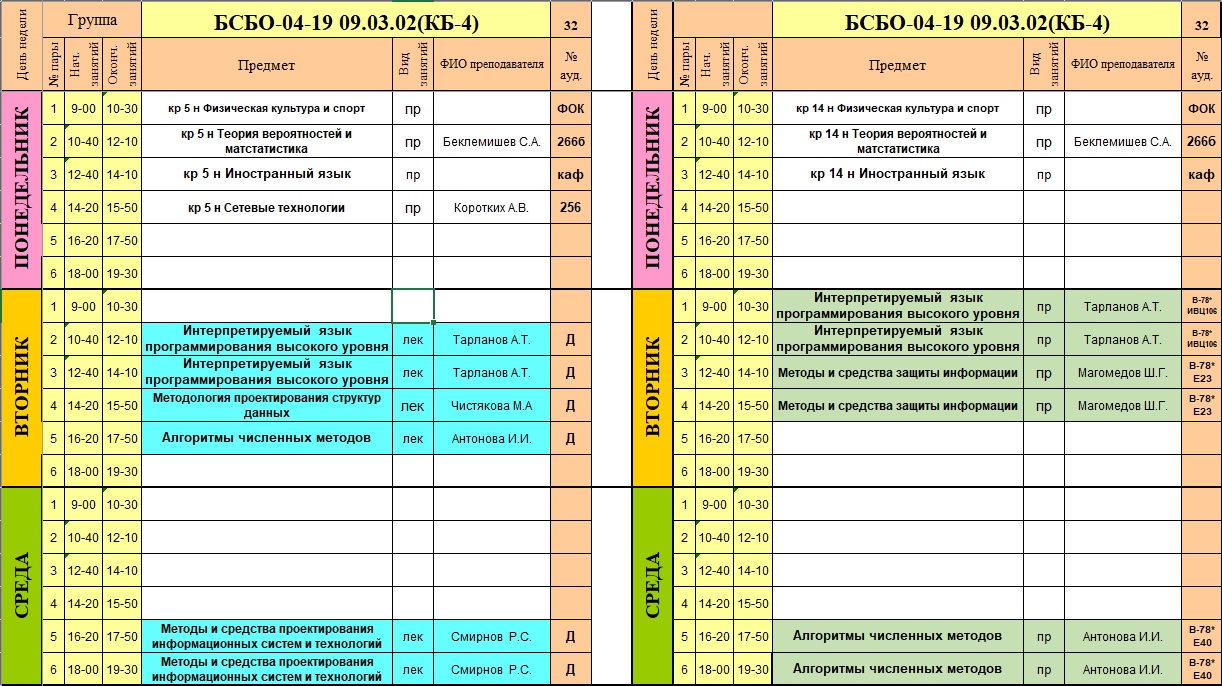 День недели Группа БСБО-04-19 09.03.02(КБ-4) 32
№ пары Нач. занятий Оконч. занятий Предмет Вид занятий ФИО преподавателя № ауд.
ПОНЕДЕЛЬНИК
1 9-00 10-30 кр 5 н Физическая культура и спорт пр ФОК
2 10-40 12-10 кр 5 н Теория вероятностей и матстатистика пр Беклемишев С.А. 266б
3 12-40 14-10 кр 5 н Иностранный язык пр каф
4 14-20 15-50 кр 5 н Сетевые технологии пр Коротких А.В. 256
5 16-20 17-50
6 18-00 19-30
ВТОРНИК
1 9-00 10-30
2 10-40 12-10 Интерпретируемый язык программирования высокого уровня лек Тарланов А.Т. Д
3 12-40 14-10 Интерпретируемый язык программирования высокого уровня лек Тарланов А.Т. Д
4 14-20 15-50 Методология проектирования структур данных лек Чистякова М.А Д
5 16-20 17-50 Алгоритмы численных методов лек Антонова И.И. Д
6 18-00 19-30
СРЕДА
1 9-00 10-30
2 10-40 12-10
3 12-40 14-10
4 14-20 15-50
5 16-20 17-50 Методы и средства проектирования информационных систем и технологий лек Смирнов Р.С. Д
6 18-00 19-30 Методы и средства проектирования информационных систем и технологий лек Смирнов Р.С. Д
День недели БСБО-04-19 09.03.02(КБ-4) 32
№ пары Нач. занятий Оконч. занятий Предмет Вид занятий ФИО преподавателя № ауд.
ПОНЕДЕЛЬНИК
1 9-00 10-30 кр 14 н Физическая культура и спорт пр ФОК
2 10-40 12-10 кр 14 н Теория вероятностей и матстатистика пр Беклемишев С.А. 266б
3 12-40 14-10 кр 14 н Иностранный язык пр каф
4 14-20 15-50
5 16-20 17-50
6 18-00 19-30
ВТОРНИК
1 9-00 10-30 Интерпретируемый язык программирования высокого уровня пр Тарланов А.Т. В-78* ИВЦ106
2 10-40 12-10 Интерпретируемый язык программирования высокого уровня пр Тарланов А.Т. В-78* ИВЦ106
3 12-40 14-10 Методы и средства защиты информации пр Магомедов Ш.Г. В-78* Е23
4 14-20 15-50 Методы и средства защиты информации пр Магомедов Ш.Г. В-78* Е23
5 16-20 17-50
6 18-00 19-30
СРЕДА
1 9-00 10-30
2 10-40 12-10
3 12-40 14-10
4 14-20 15-50
5 16-20 17-50 Алгоритмы численных методов пр Антонова И.И. В-78* Е40
6 18-00 19-30 Алгоритмы численных методов пр Антонова И.И. В-78* Е40